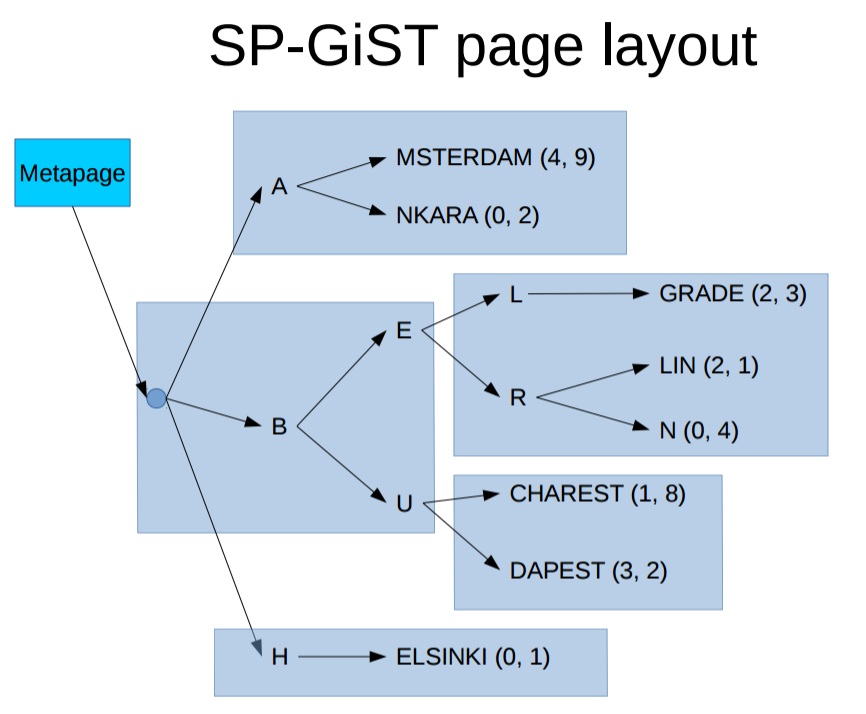 SP-GiST page layout
Metapage
A
MSTERDAM (4, 9)
NKARA (0, 2)
B
E
L
GRADE (2, 3)
R
LIN (2, 1)
N (0, 4)
U
CHAREST (1, 8)
DAPEST (3, 2)
H
ELSINKI (0, 1)